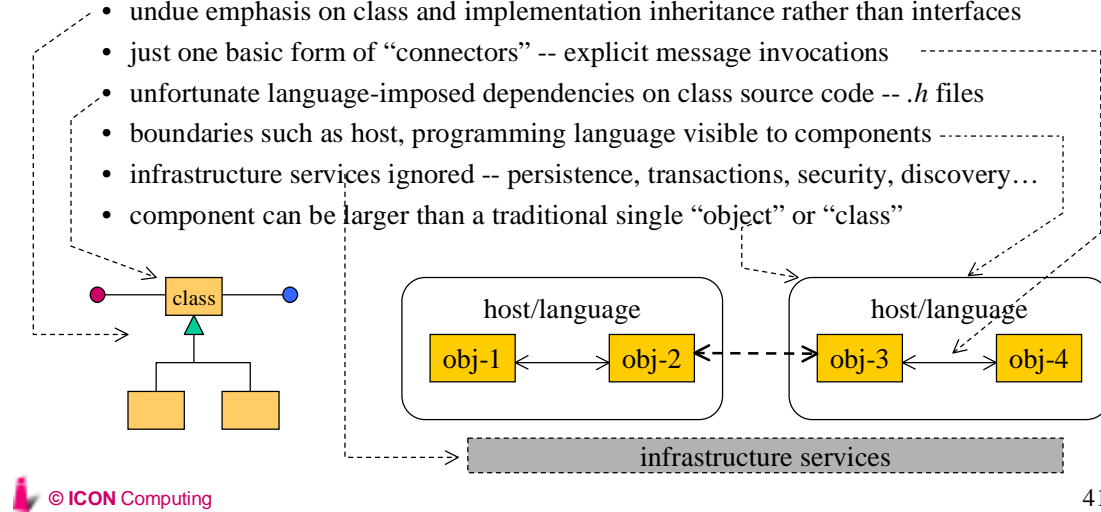 • undue emphasis on class and implementation inheritance rather than interfaces
• just one basic form of “connectors” -- explicit message invocations
• unfortunate language-imposed dependencies on class source code -- .h files
• boundaries such as host, programming language visible to components
• infrastructure services ignored -- persistence, transactions, security, discovery…
• component can be larger than a traditional single “object” or “class”
class
host/language
host/language
obj-1
obj-2
obj-3
obj-4
infrastructure services
© ICON Computing
41